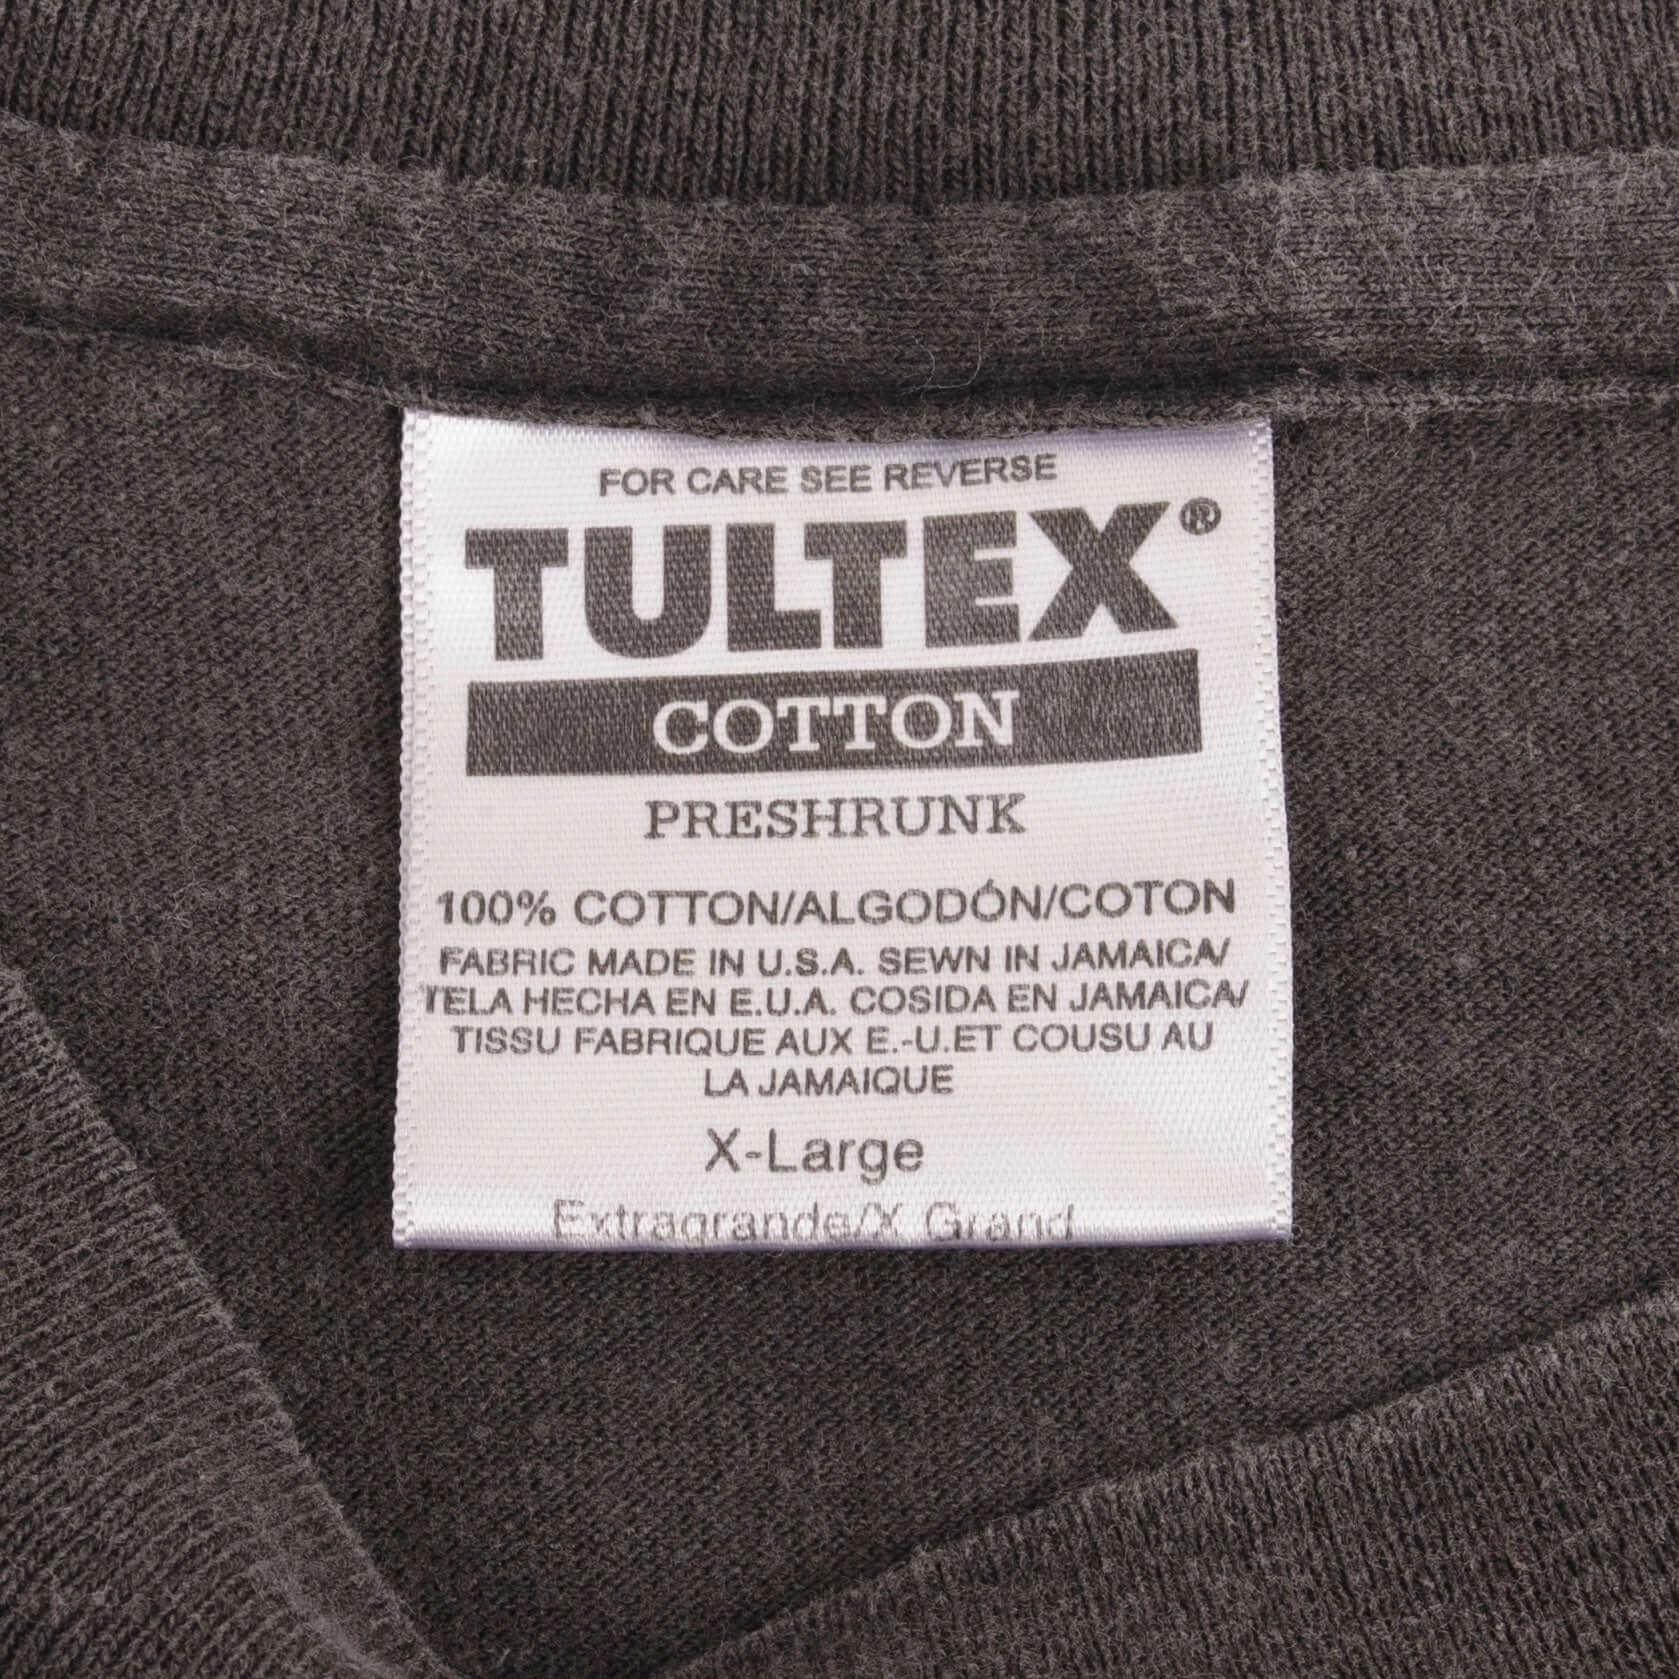 FOR CARE SEE REVERSE
TULTEX®
COTTON
PRESHRUNK
100% COTTON/ALGODÓN/COTON
FABRIC MADE IN U.S.A. SEWN IN JAMAICA/
TELA HECHA EN E.U.A. COSIDA EN JAMAICA/
TISSU FABRIQUE AUX E.-U.ET COUSU AU
LA JAMAIQUE
X-Large
Extragrande/X Grand